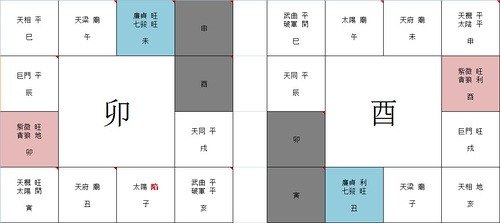 天相 平
巳
天梁 廟
午
廉貞 旺
七殺 旺
未
申
巨門 平
辰
卯
酉
紫微 旺
貪狼 地
卯
天同 平
戌
天機 旺
太陰 閒
寅
天府 廟
丑
太陽 陷
子
武曲 平
破軍 平
亥
武曲 平
破軍 閒
巳
太陽 廟
午
天府 廟
未
天機 平
太陰 平
申
天同 平
辰
酉
紫微 旺
貪狼 利
酉
卯
巨門 旺
戌
寅
廉貞 利
七殺 旺
丑
天梁 廟
子
天相 地
亥